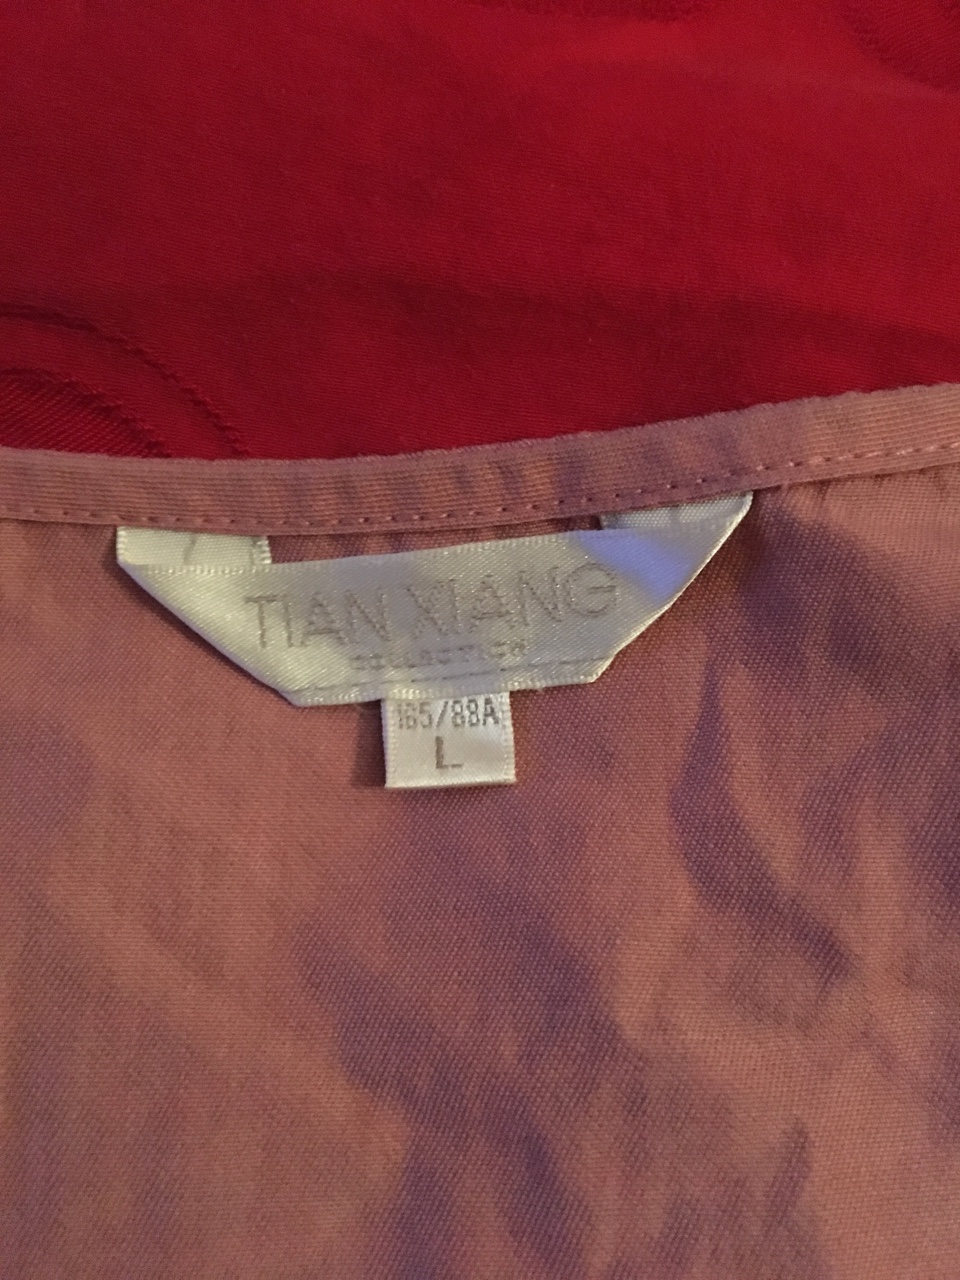 TIAN XIANG
COLLECTION
165/88A
L